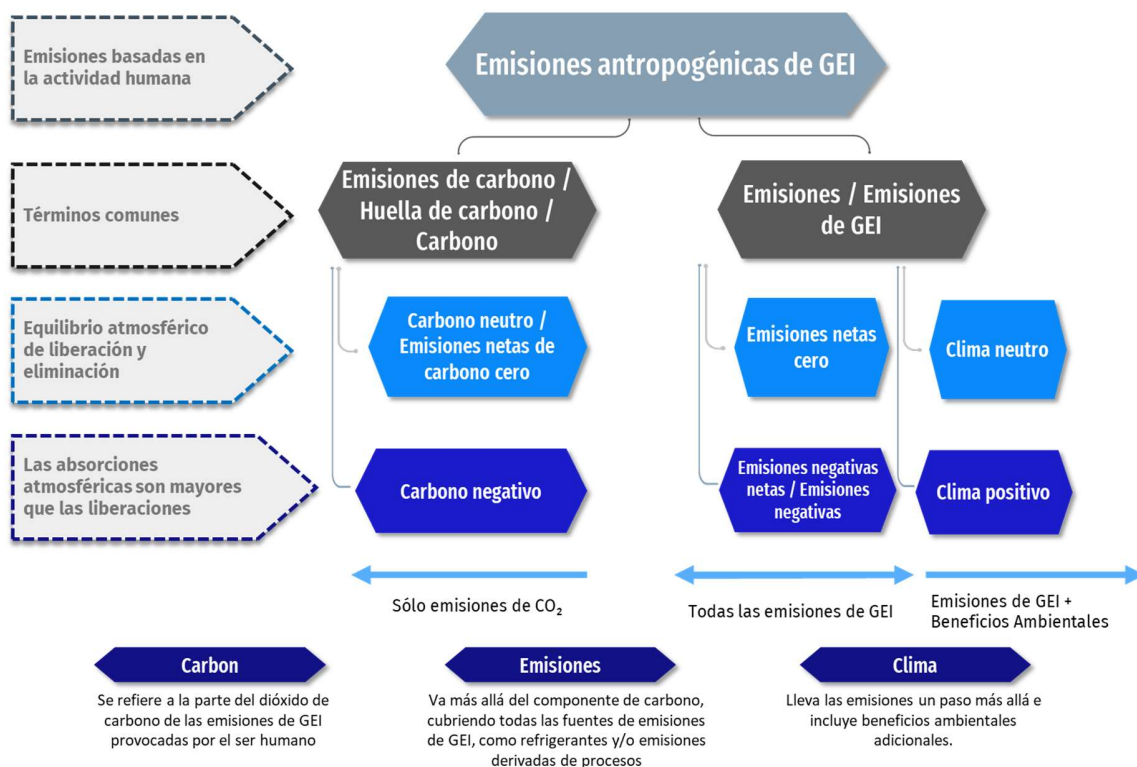 Emisiones basadas en
la actividad humana
Emisiones antropogénicas de GEI
Términos comunes
Emisiones de carbono /
Huella de carbono /
Carbono
Emisiones / Emisiones
de GEI
Equilibrio atmosférico
de liberación y
eliminación
Carbono neutro /
Emisiones netas de
carbono cero
Emisiones netas
cero
Clima neutro
Las absorciones
atmosféricas son mayores
que las liberaciones
Carbono negativo
Emisiones negativas
netas / Emisiones
negativas
Clima positivo
Sólo emisiones de CO₂
Todas las emisiones de GEI
Emisiones de GEI +
Beneficios Ambientales
Carbon
Se refiere a la parte del dióxido de
carbono de las emisiones de GEI
provocadas por el ser humano
Emisiones
Va más allá del componente de carbono,
cubriendo todas las fuentes de emisiones
de GEI, como refrigerantes y/o emisiones
derivadas de procesos
Clima
Lleva las emisiones un paso más allá e
incluye beneficios ambientales
adicionales.